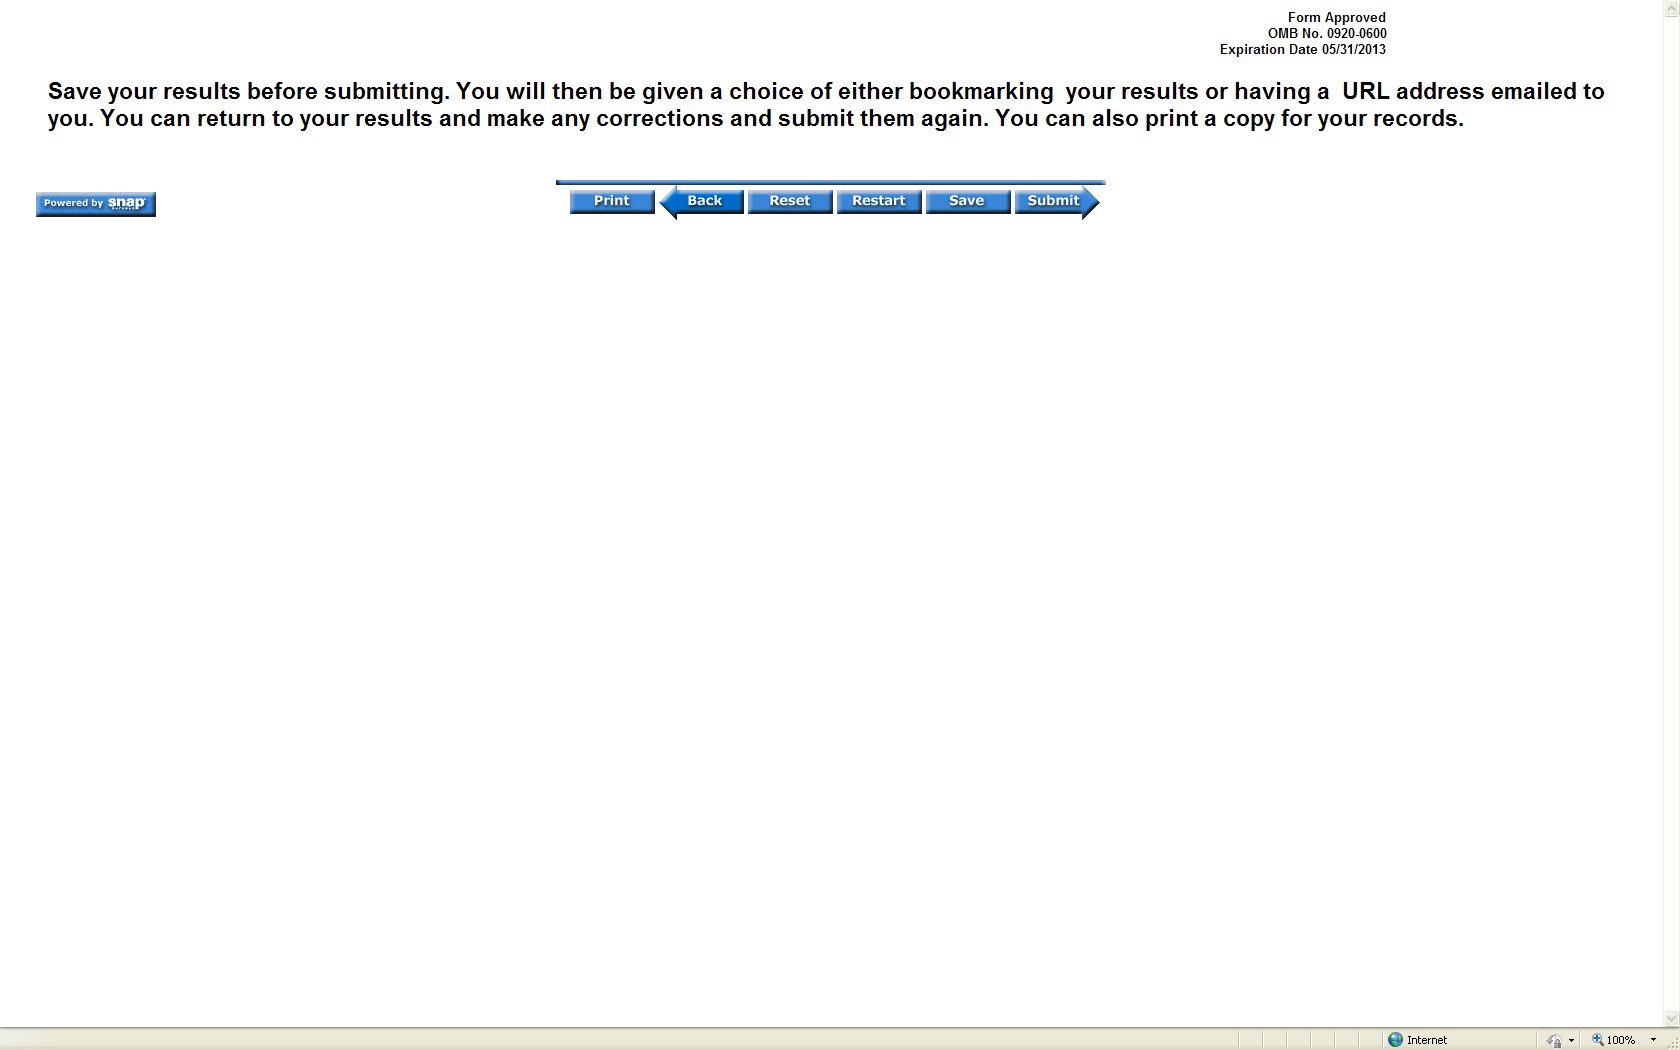 Form Approved
OMB No. 0920-0600
Expiration Date 05/31/2013
Save your results before submitting. You will then be given a choice of either bookmarking  your results or having a  URL address emailed to
you. You can return to your results and make any corrections and submit them again. You can also print a copy for your records.
Powered by snap surveys
Print Back Reset Restart Save Submit
Internet 100%